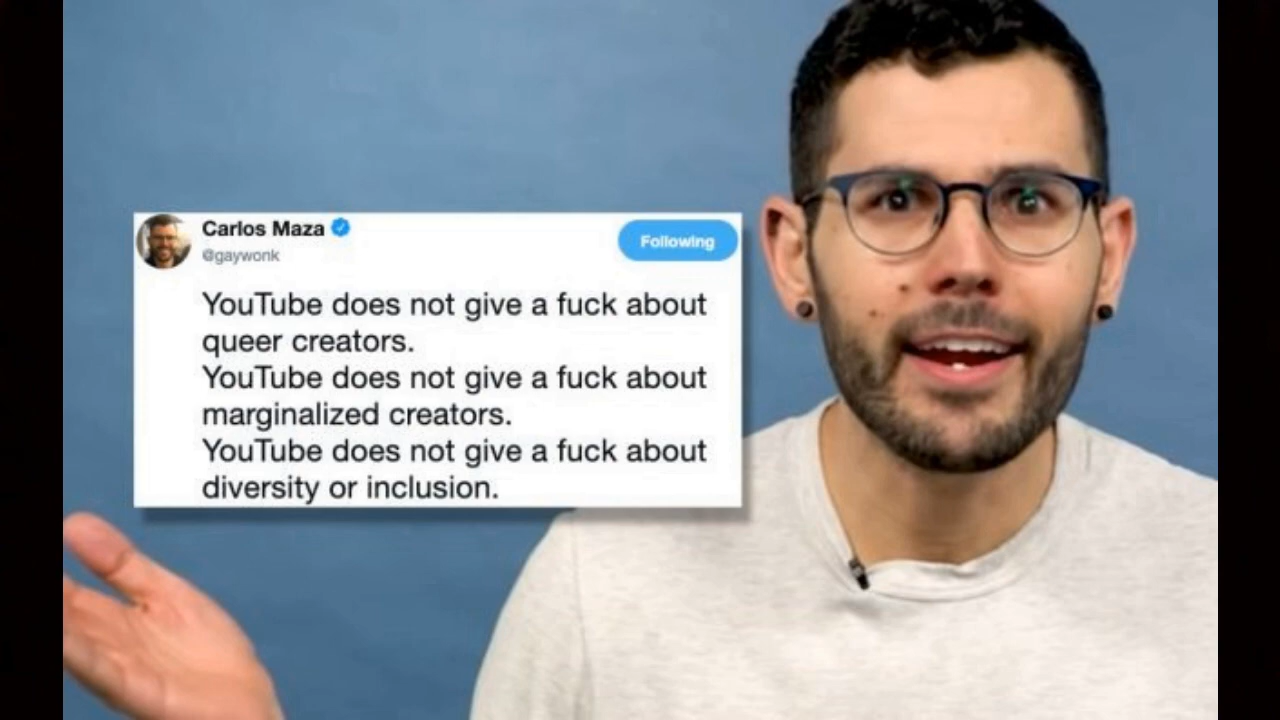 Carlos Maza
@gaywonk
Following
YouTube does not give a fuck about
queer creators.
YouTube does not give a fuck about
marginalized creators.
YouTube does not give a fuck about
diversity or inclusion.